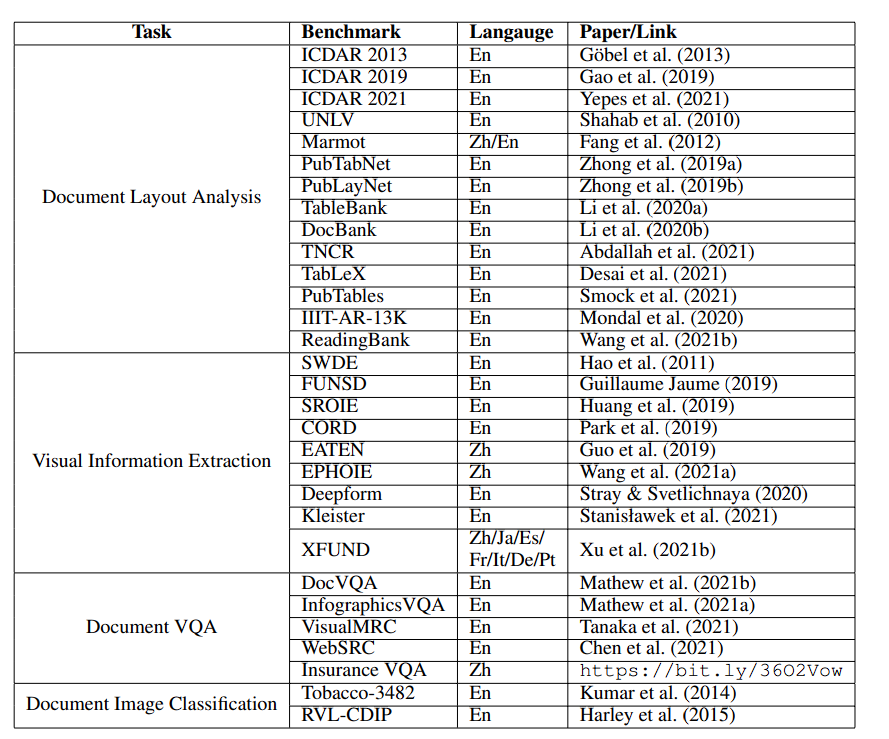 Task Benchmark Langauge Paper/Link
ICDAR 2013 En Göbel et al. (2013)
ICDAR 2019 En Gao et al. (2019)
ICDAR 2021 En Yepes et al. (2021)
UNLV En Shahab et al. (2010)
Marmot Zh/En Fang et al. (2012)
PubTabNet En Zhong et al. (2019a)
PubLayNet En Zhong et al. (2019b)
Document Layout Analysis TableBank En Li et al. (2020a)
DocBank En Li et al. (2020b)
TNCR En Abdallah et al. (2021)
TabLeX En Desai et al. (2021)
PubTables En Smock et al. (2021)
IIIT-AR-13K En Mondal et al. (2020)
ReadingBank En Wang et al. (2021b)
SWDE En Hao et al. (2011)
FUNSD En Guillaume Jaume (2019)
SROIE En Huang et al. (2019)
CORD En Park et al. (2019)
Visual Information Extraction EATEN Zh Guo et al. (2019)
EPHOIE Zh Wang et al. (2021a)
Deepform En Stray & Svetlichnaya (2020)
Kleister En Stanisławek et al. (2021)
XFUND Zh/Ja/Es/ Xu et al. (2021b)
Fr/It/De/Pt
DocVQA En Mathew et al. (2021b)
InfographicsVQA En Mathew et al. (2021a)
Document VQA VisualMRC En Tanaka et al. (2021)
WebSRC En Chen et al. (2021)
Insurance VQA Zh https://bit.ly/36O2Vow
Document Image Classification Tobacco-3482 En Kumar et al. (2014)
RVL-CDIP En Harley et al. (2015)